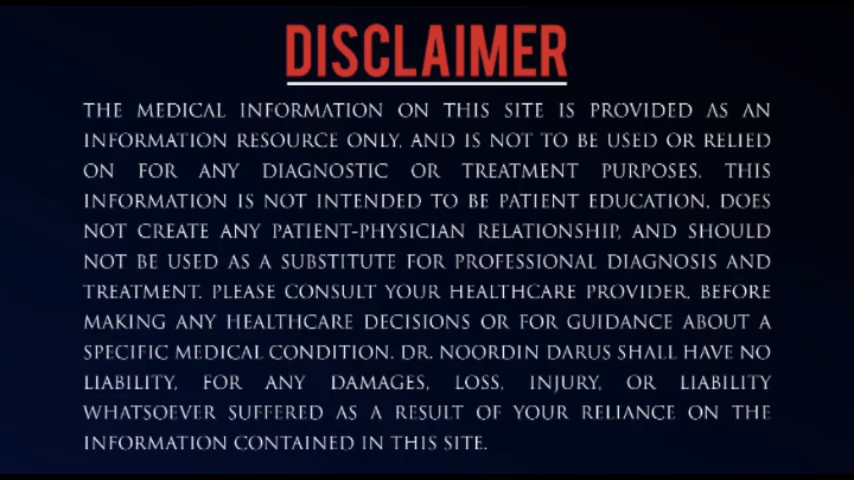 DISCLAIMER
THE MEDICAL INFORMATION ON THIS SITE IS PROVIDED AS AN
INFORMATION RESOURCE ONLY, AND IS NOT TO BE USED OR RELIED
ON FOR ANY DIAGNOSTIC OR TREATMENT PURPOSES. THIS
INFORMATION IS NOT INTENDED TO BE PATIENT EDUCATION, DOES
NOT CREATE ANY PATIENT-PHYSICIAN RELATIONSHIP, AND SHOULD
NOT BE USED AS A SUBSTITUTE FOR PROFESSIONAL DIAGNOSIS AND
TREATMENT. PLEASE CONSULT YOUR HEALTHCARE PROVIDER, BEFORE
MAKING ANY HEALTHCARE DECISIONS OR FOR GUIDANCE ABOUT A
SPECIFIC MEDICAL CONDITION. DR. NOORDIN DARUS SHALL HAVE NO
LIABILITY, FOR ANY DAMAGES, LOSS, INJURY, OR LIABILITY
WHATSOEVER SUFFERED AS A RESULT OF YOUR RELIANCE ON THE
INFORMATION CONTAINED IN THIS SITE.